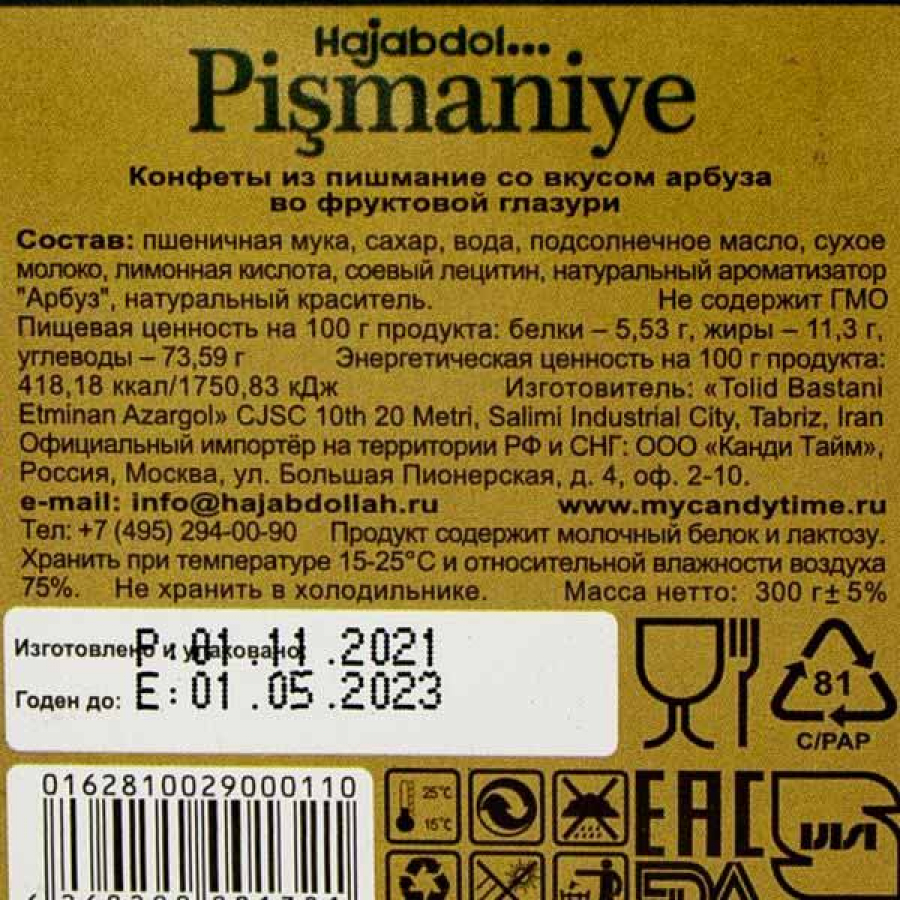 Hajabdol...
Pişmaniye
Конфеты из пишмание со вкусом арбуза
во фруктовой глазури
Состав: пшеничная мука, сахар, вода, подсолнечное масло, сухое
молоко, лимонная кислота, соевый лецитин, натуральный ароматизатор
"Арбуз", натуральный краситель. Не содержит ГМО
Пищевая ценность на 100 г продукта: белки – 5,53 г, жиры – 11,3 г,
углеводы – 73,59 г Энергетическая ценность на 100 г продукта:
418,18 ккал/1750,83 кДж Изготовитель: «Tolid Bastani
Etminan Azargol» CJSC 10th 20 Metri, Salimi Industrial City, Tabriz, Iran
Официальный импортёр на территории РФ и СНГ: ООО «Канди Тайм»,
Россия, Москва, ул. Большая Пионерская, д. 4, оф. 2-10.
e-mail: info@hajabdollah.ru www.mycandytime.ru
Тел: +7 (495) 294-00-90 Продукт содержит молочный белок и лактозу.
Хранить при температуре 15-25°С и относительной влажности воздуха
75%. Не хранить в холодильнике. Масса нетто: 300 г± 5%
Изготовлено и упаковано: P:01.11.2021
Годен до: E:01.05.2023
81
C/PAP
0162810029000110
25°C
15°C
EAC